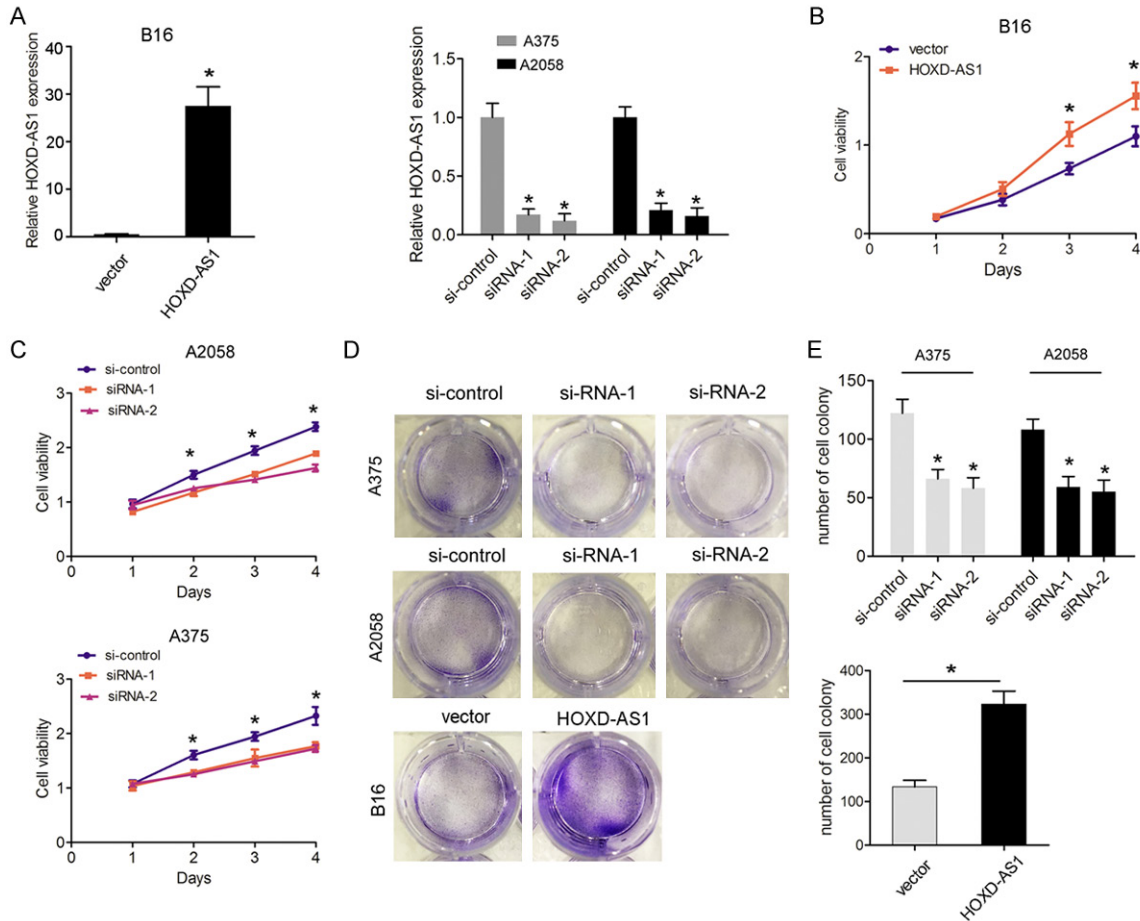 A
B16
Relative HOXD-AS1 expression
40
30
20
10
0
*
vector
HOXD-AS1
A375
A2058
Relative HOXD-AS1 expression
1.5
1.0
0.5
0.0
* * * *
si-control
siRNA-1
siRNA-2
si-control
siRNA-1
siRNA-2
B
B16
vector
HOXD-AS1
Cell viability
2
1
0
* *
0 1 2 3 4
Days
C
A2058
si-control
siRNA-1
siRNA-2
Cell viability
3
2
1
0
* * *
0 1 2 3 4
Days
A375
si-control
siRNA-1
siRNA-2
Cell viability
3
2
1
0
* * *
0 1 2 3 4
Days
D
si-control si-RNA-1 si-RNA-2
A375
si-control si-RNA-1 si-RNA-2
A2058
vector HOXD-AS1
B16
E
A375 A2058
number of cell colony
150
100
50
0
* * * *
si-control
siRNA-1
siRNA-2
si-control
siRNA-1
siRNA-2
number of cell colony
400
300
200
100
0
*
vector
HOXD-AS1